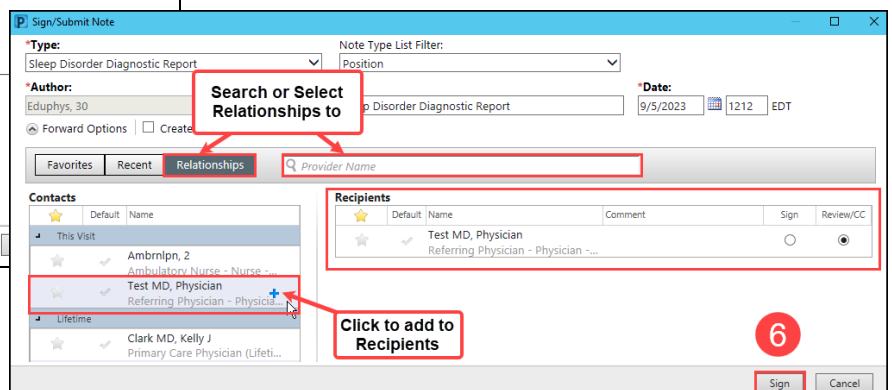 Sign/Submit Note
*Type:
Note Type List Filter:
Sleep Disorder Diagnostic Report
Position
*Author:
*Date:
Eduphys, 30
Disorder Diagnostic Report
9/5/2023
1212
EDT
Search or Select
Relationships to
Forward Options
Create
Favorites
Recent
Relationships
Provider Name
Contacts
Recipients
Default Name
Default Name Comment Sign Review/CC
This Visit
Test MD, Physician
Referring Physician - Physician -...
Ambrnlpn, 2
Ambulatory Nurse - Nurse -...
Test MD, Physician
Referring Physician - Physicia...
Lifetime
Clark MD, Kelly J
Primary Care Physician (Lifeti...
Click to add to
Recipients
6
Sign
Cancel